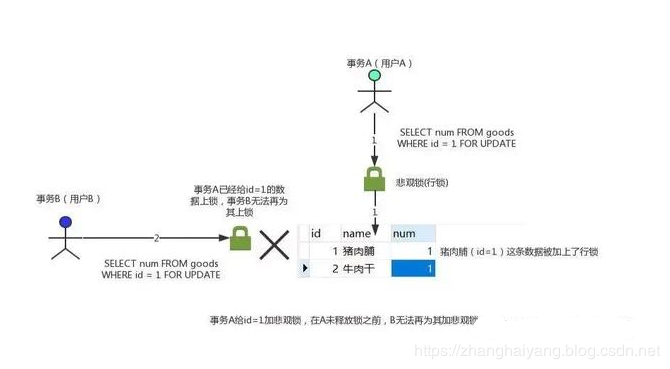 事务A（用户A）
SELECT num FROM goods
WHERE id = 1 FOR UPDATE
1
悲观锁(行锁)
1
事务A已经给id=1的数
据上锁，事务B无法再为
其上锁
事务B（用户B）
2
SELECT num FROM goods
WHERE id = 1 FOR UPDATE
id name num
1 猪肉脯 1
2 牛肉干 1
猪肉脯（id=1）这条数据被加上了行锁
事务A给id=1加悲观锁，在A未释放锁之前，B无法再为其加悲观锁
https://zhanghaiyang.blog.csdn.net